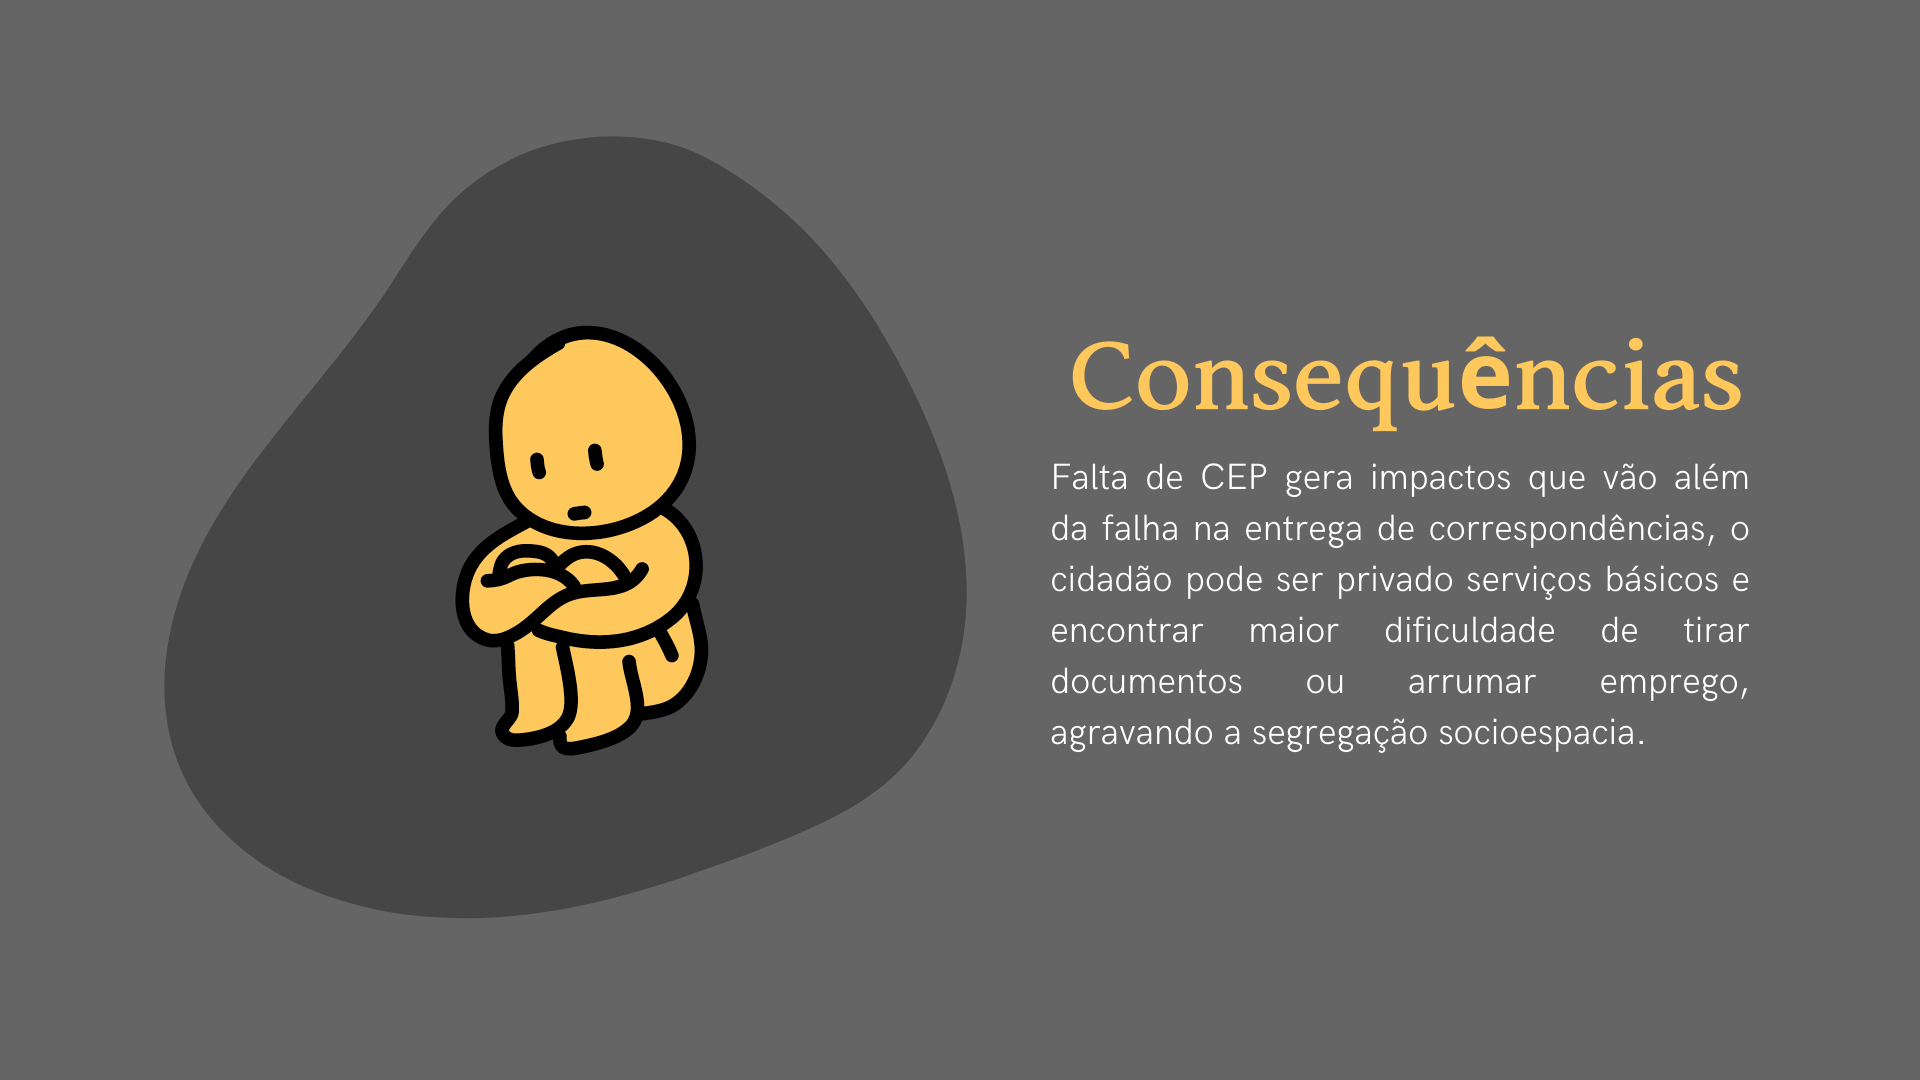 Consequências
Falta de CEP gera impactos que vão além
da falha na entrega de correspondências, o
cidadão pode ser privado serviços básicos e
encontrar maior dificuldade de tirar
documentos ou arrumar emprego,
agravando a segregação socioespacia.